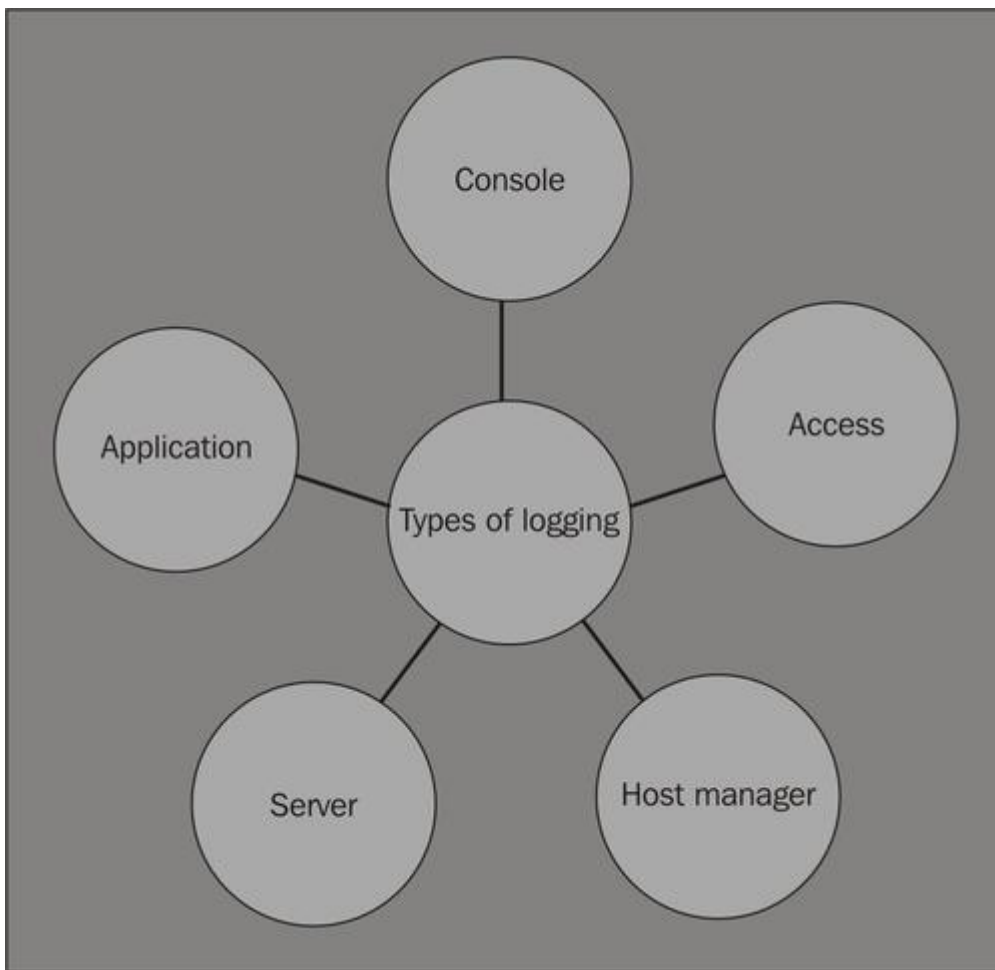 Console
Access
Application
Types of logging
Host manager
Server